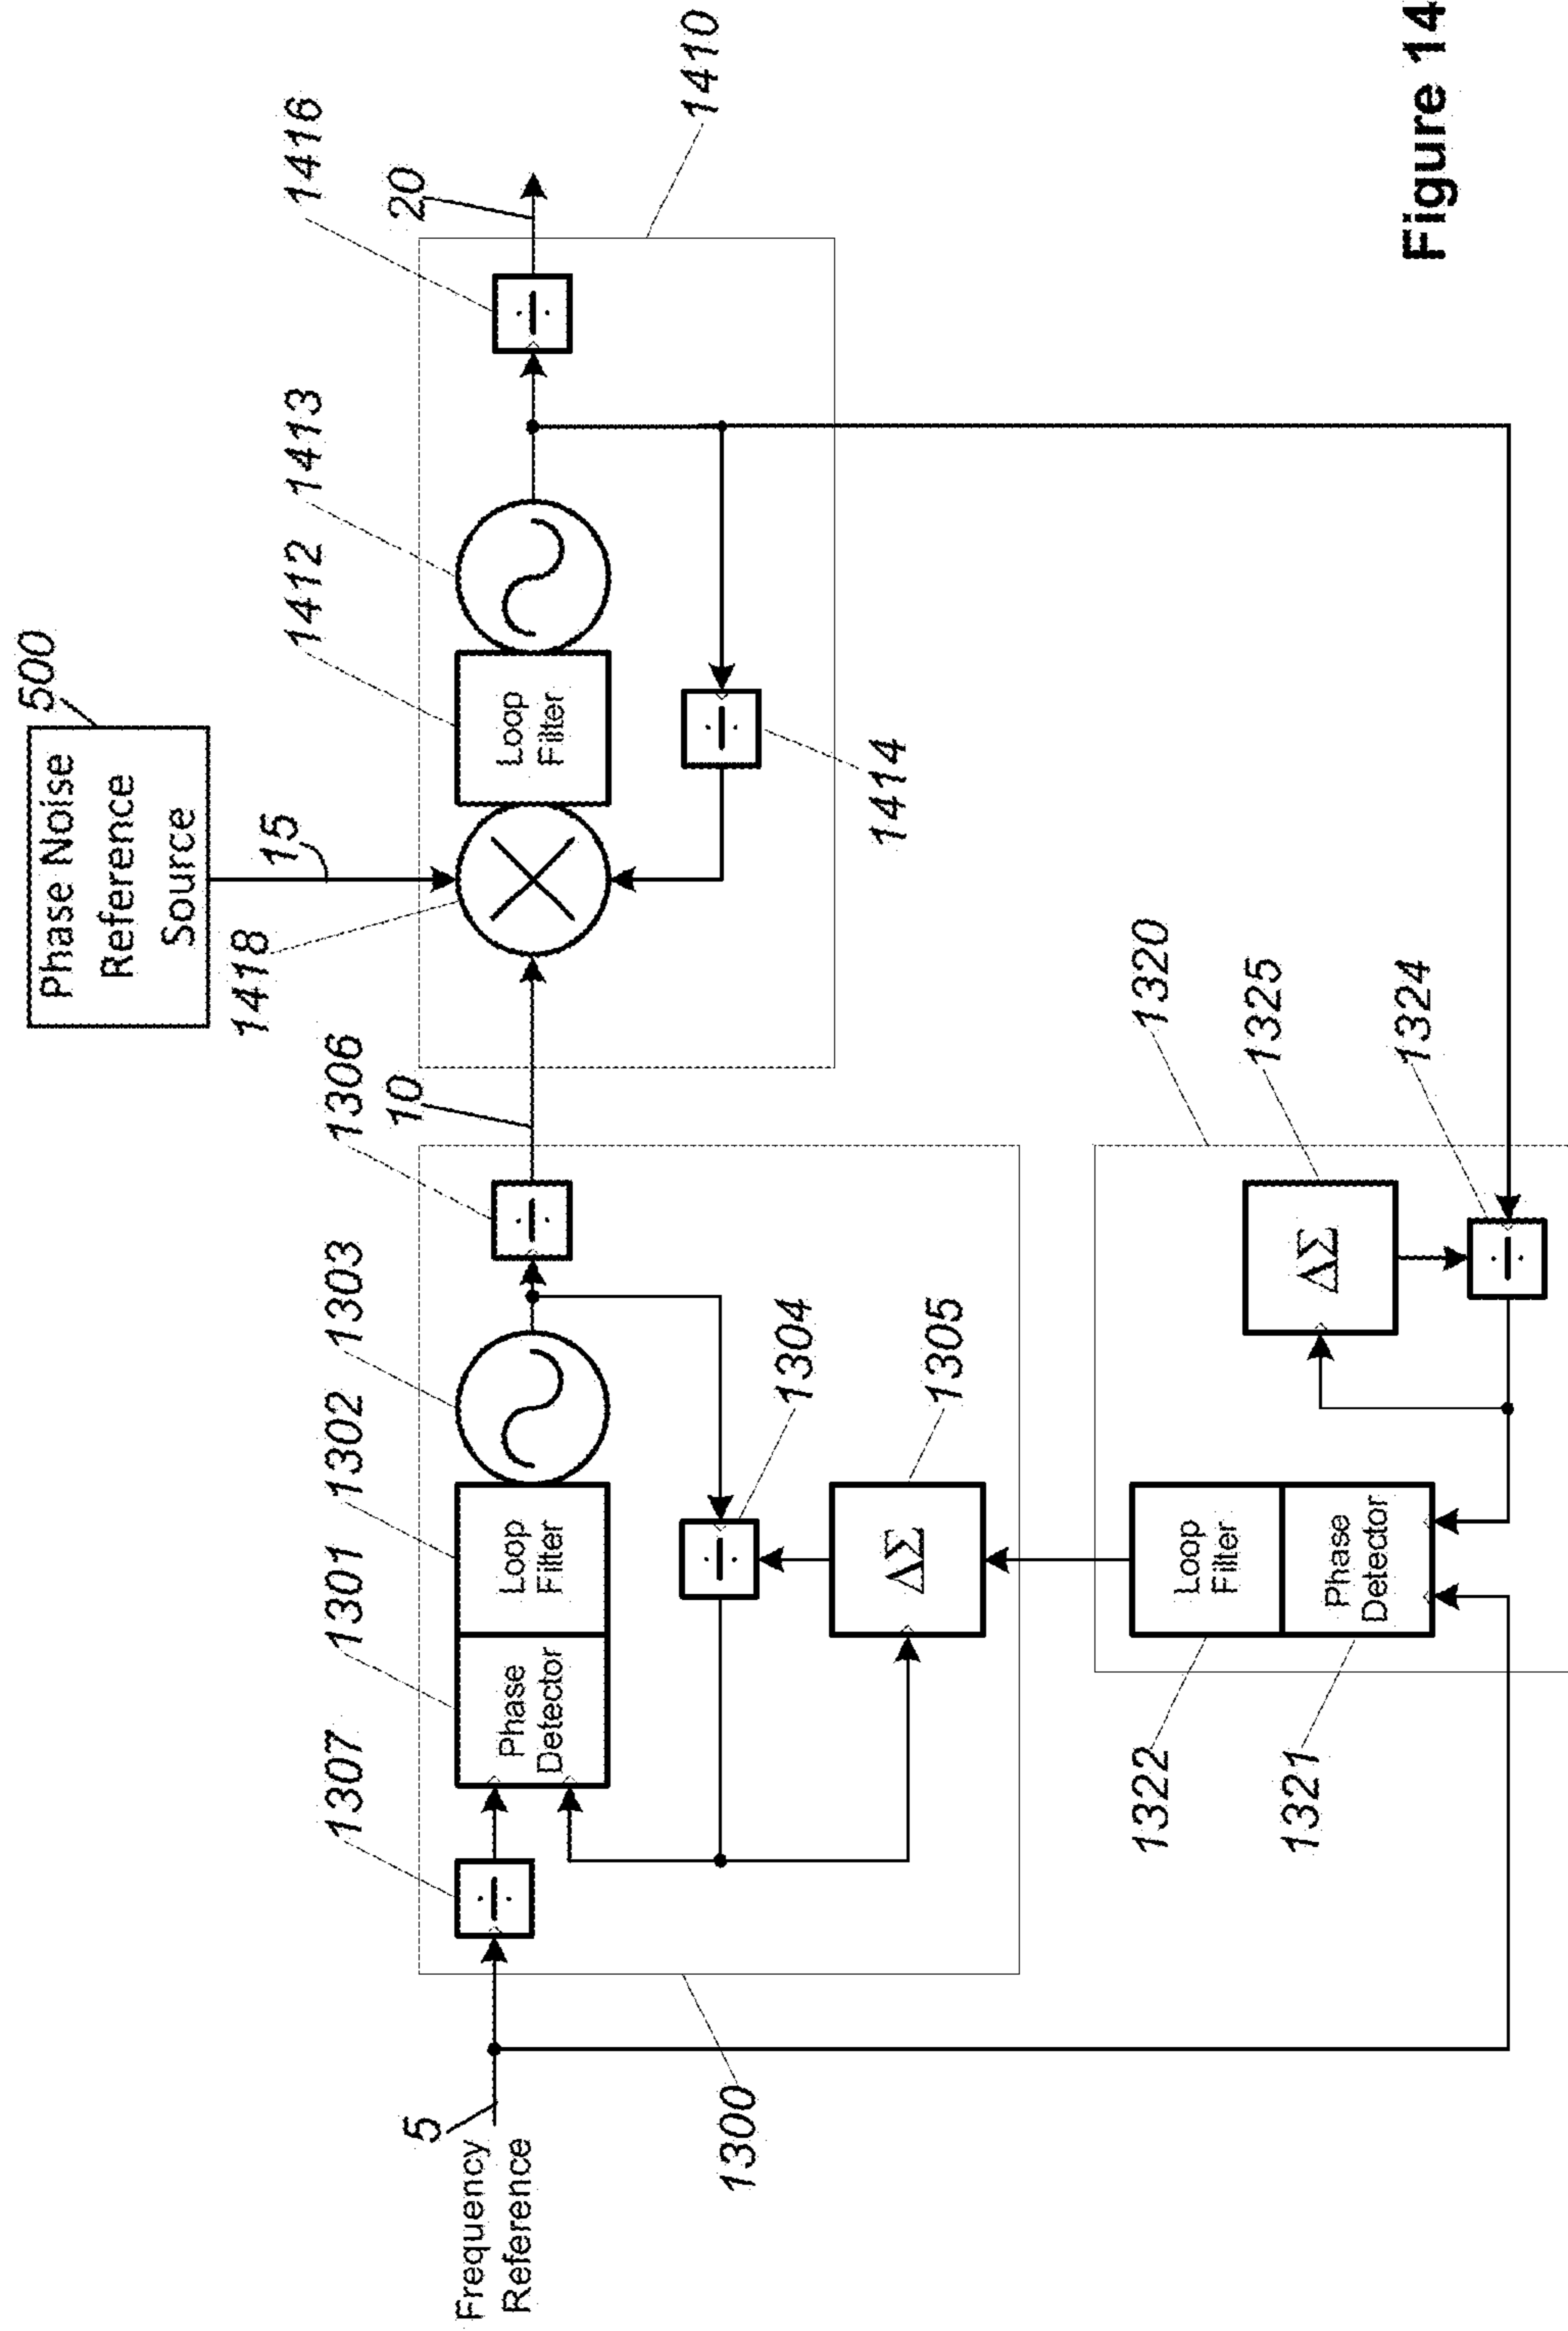 Phase Noise
Reference
Source
500
15
1418
1412
1413
1416
20
1410
Loop
Filter
1414
Frequency
Reference
5
1307
1301
1302
1303
1306
10
Phase
Detector
Loop
Filter
÷
÷
÷
÷
÷
÷
1304
ΔΣ
1305
1300
1320
1325
ΔΣ
1324
Loop
Filter
Phase
Detector
1322
1321
Figure 14